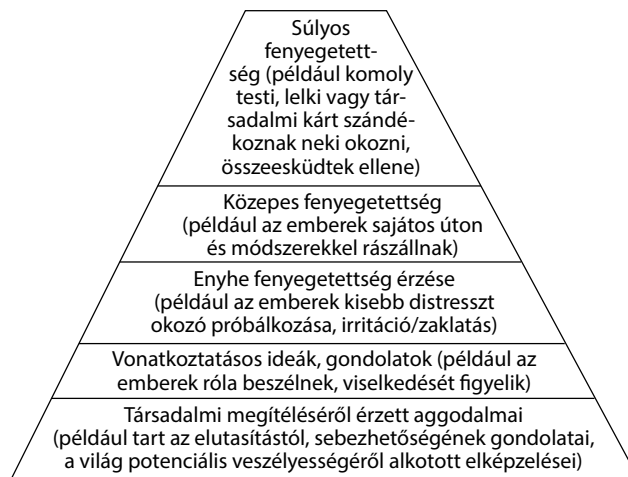 Súlyos
fenyegetett-
ség (például komoly
testi, lelki vagy tár-
sadalmi kárt szándé-
koznak neki okozni,
összeesküdtek ellene)
Közepes fenyegetettség
(például az emberek sajátos úton
és módszerekkel rászállnak)
Enyhe fenyegetettség érzése
(például az emberek kisebb distresszt
okozó próbálkozása, irritáció/zaklatás)
Vonatkoztatásos ideák, gondolatok (például az
emberek róla beszélnek, viselkedését figyelik)
Társadalmi megítéléséről érzett aggodalmai
(például tart az elutasítástól, sebezhetőségének gondolatai,
a világ potenciális veszélyességéről alkotott elképzelései)